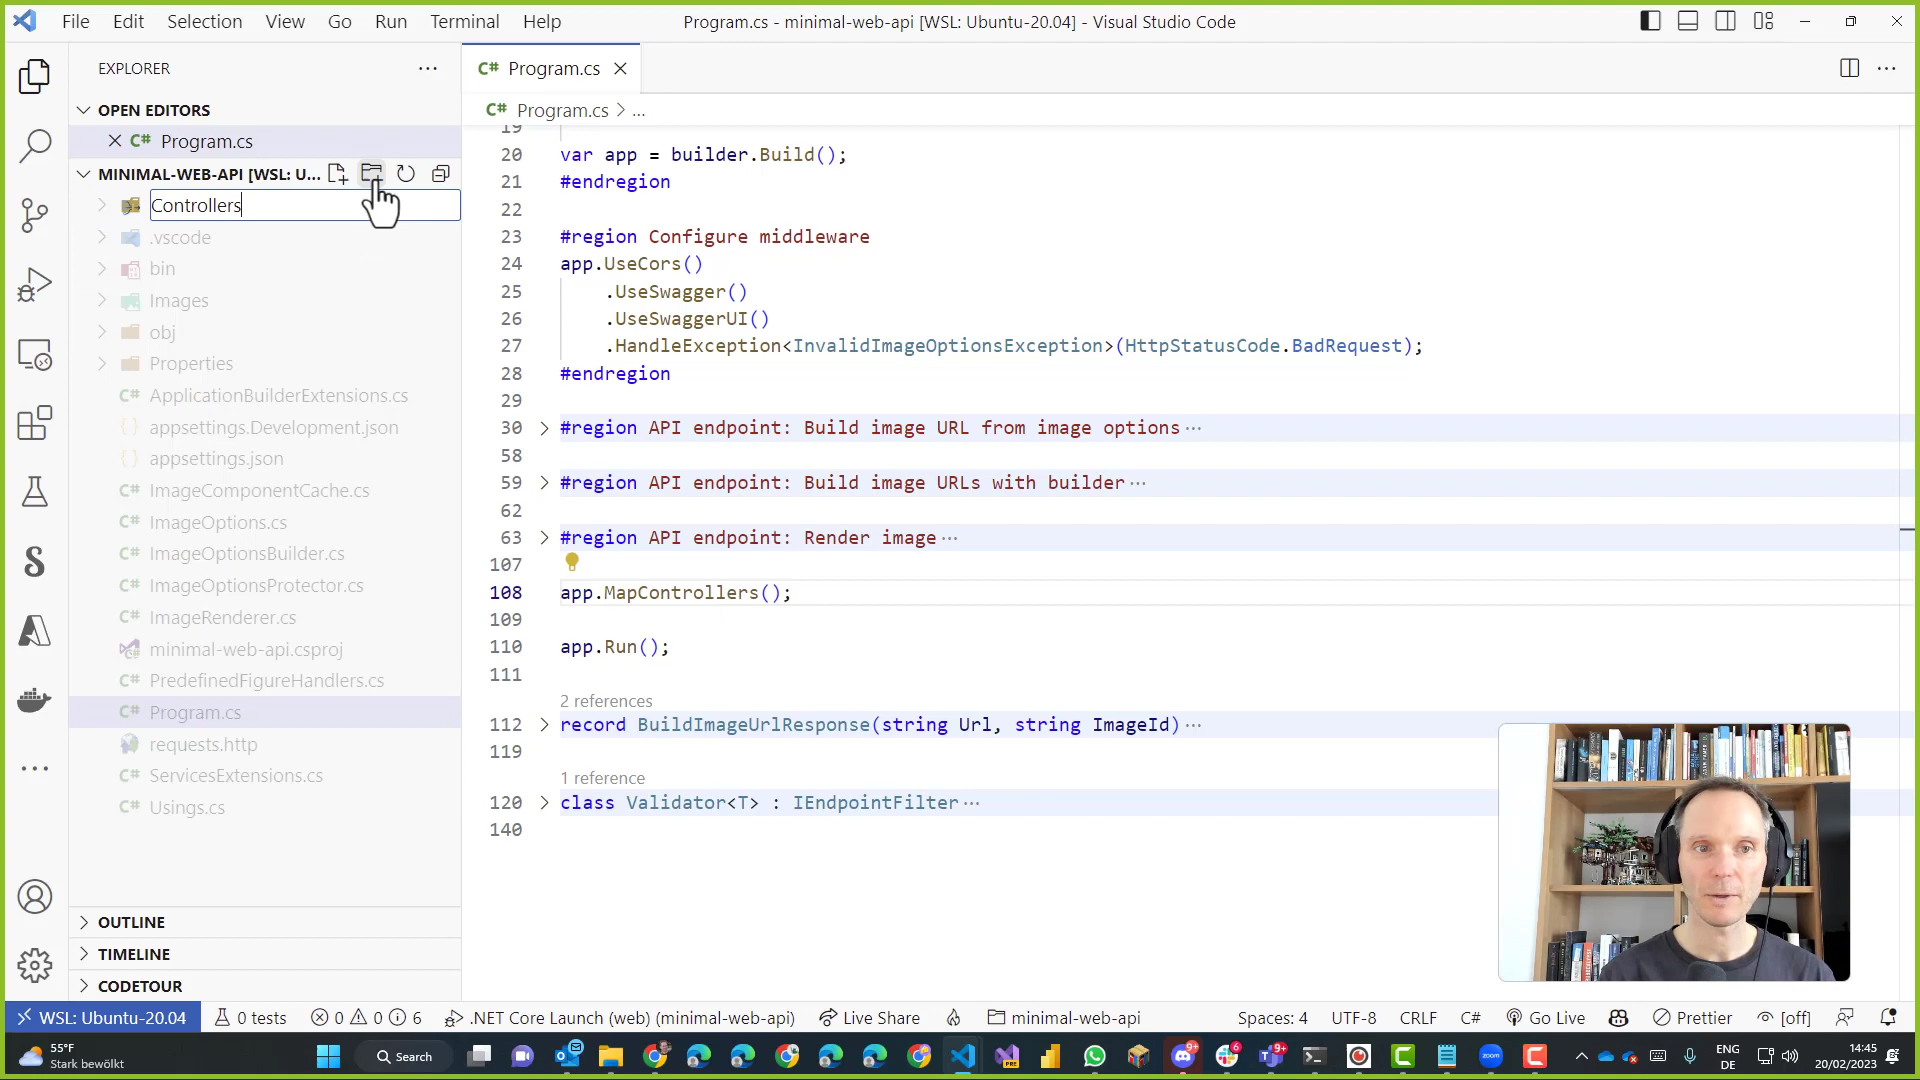 File Edit Selection View Go Run Terminal Help
Program.cs - minimal-web-api [WSL: Ubuntu-20.04] - Visual Studio Code
EXPLORER
OPEN EDITORS
C# Program.cs
MINIMAL-WEB-API [WSL: U...
Controllers
.vscode
bin
Images
obj
Properties
C# ApplicationBuilderExtensions.cs
{} appsettings.Development.json
{} appsettings.json
C# ImageComponentCache.cs
C# ImageOptions.cs
C# ImageOptionsBuilder.cs
C# ImageOptionsProtector.cs
C# ImageRenderer.cs
minimal-web-api.csproj
C# PredefinedFigureHandlers.cs
C# Program.cs
requests.http
C# ServicesExtensions.cs
C# Usings.cs
OUTLINE
TIMELINE
CODETOUR
C# Program.cs
C# Program.cs > ...
19
20 var app = builder.Build();
21 #endregion
22
23 #region Configure middleware
24 app.UseCors()
25 .UseSwagger()
26 .UseSwaggerUI()
27 .HandleException<InvalidImageOptionsException>(HttpStatusCode.BadRequest);
28 #endregion
29
30 #region API endpoint: Build image URL from image options...
58
59 #region API endpoint: Build image URLs with builder...
62
63 #region API endpoint: Render image...
107
108 app.MapControllers();
109
110 app.Run();
111
2 references
112 record BuildImageUrlResponse(string Url, string ImageId)...
119
1 reference
120 class Validator<T> : IEndpointFilter...
140
WSL: Ubuntu-20.04 0 tests 0 0 6 .NET Core Launch (web) (minimal-web-api) Live Share minimal-web-api Spaces: 4 UTF-8 CRLF C# Go Live Prettier [off]
55°F
Stark bewölkt
Search
PRE
9+
6
9+
zoom
ENG
DE
14:45
20/02/2023